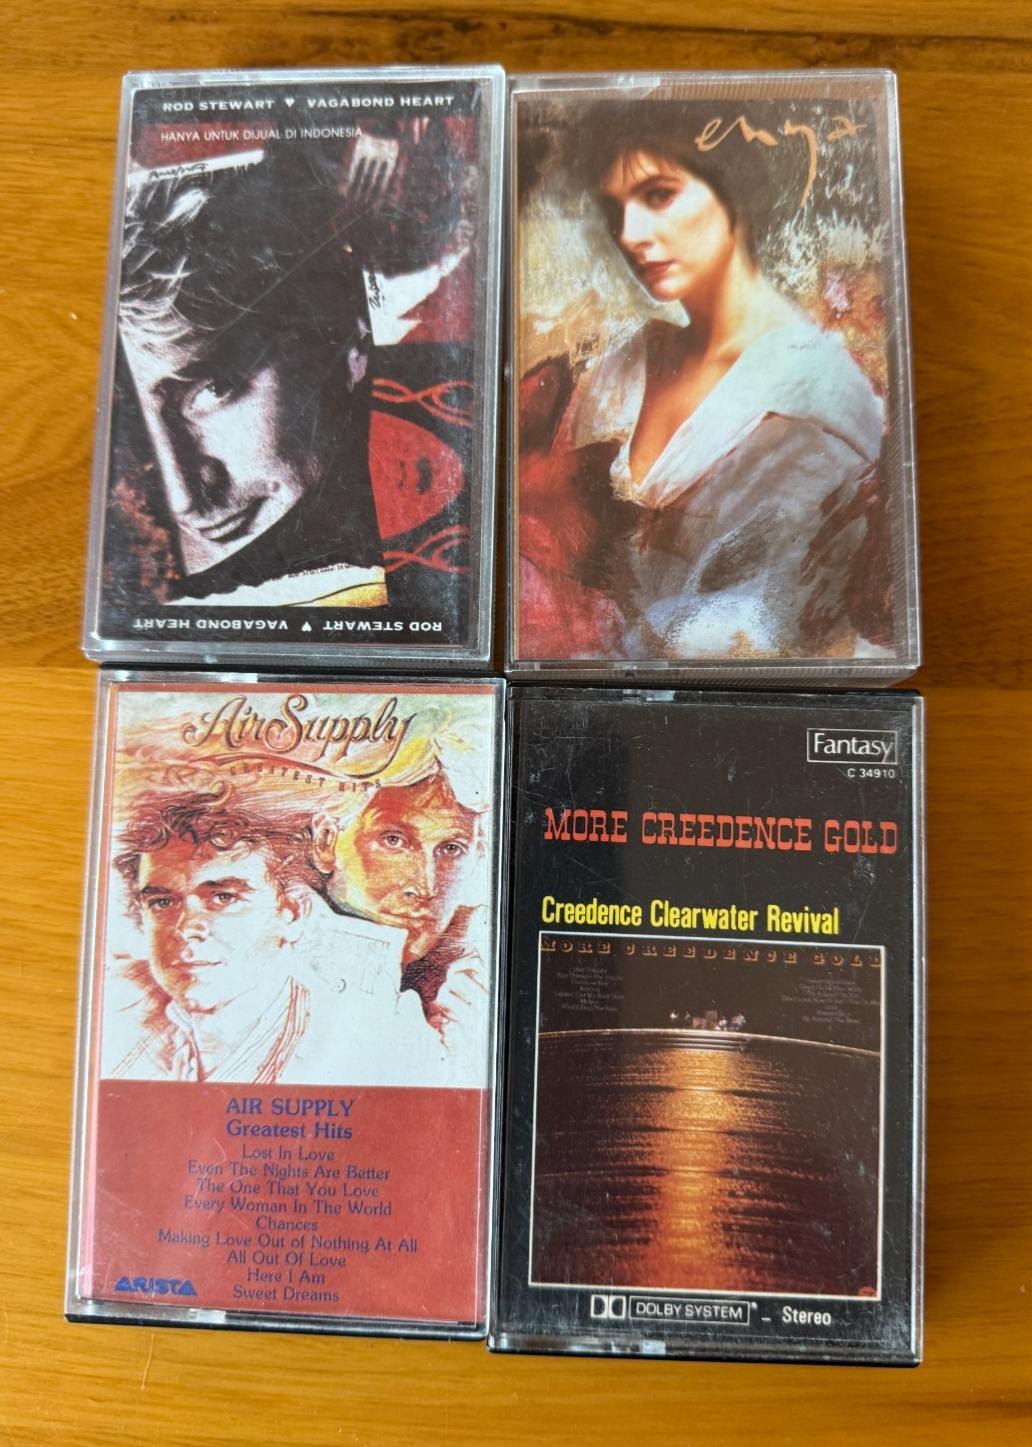 ROD STEWART ♥ VAGABOND HEART
HANYA UNTUK DIJUAL DI INDONESIA
ROD STEWART ♥ VAGABOND HEART
enya
Air Supply
GREATEST HITS
AIR SUPPLY
Greatest Hits
Lost In Love
Even The Nights Are Better
The One That You Love
Every Woman In The World
Chances
Making Love Out of Nothing At All
All Out Of Love
Here I Am
Sweet Dreams
ARISTA
Fantasy
C 34910
MORE CREEDENCE GOLD
Creedence Clearwater Revival
MORE CREEDENCE GOLD
DOLBY SYSTEM® - Stereo